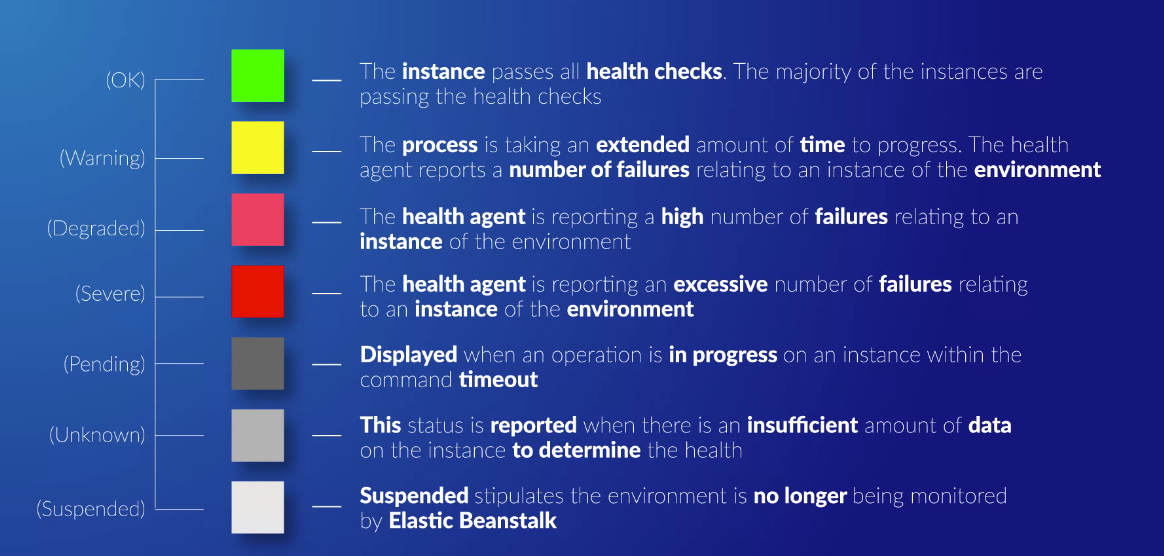 (OK)
The instance passes all health checks. The majority of the instances are
passing the health checks
(Warning)
The process is taking an extended amount of time to progress. The health
agent reports a number of failures relating to an instance of the environment
(Degraded)
The health agent is reporting a high number of failures relating to an
instance of the environment
(Severe)
The health agent is reporting an excessive number of failures relating
to an instance of the environment
(Pending)
Displayed when an operation is in progress on an instance within the
command timeout
(Unknown)
This status is reported when there is an insufficient amount of data
on the instance to determine the health
(Suspended)
Suspended stipulates the environment is no longer being monitored
by Elastic Beanstalk